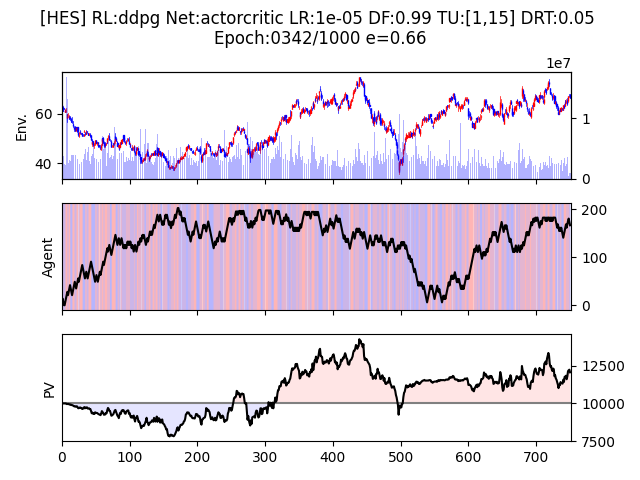 [HES] RL:ddpg Net:actorcritic LR:1e-05 DF:0.99 TU:[1,15] DRT:0.05
Epoch:0342/1000 e=0.66
1e7
Env.
60
40
1
0
Agent
200
100
0
PV
12500
10000
7500
0 100 200 300 400 500 600 700